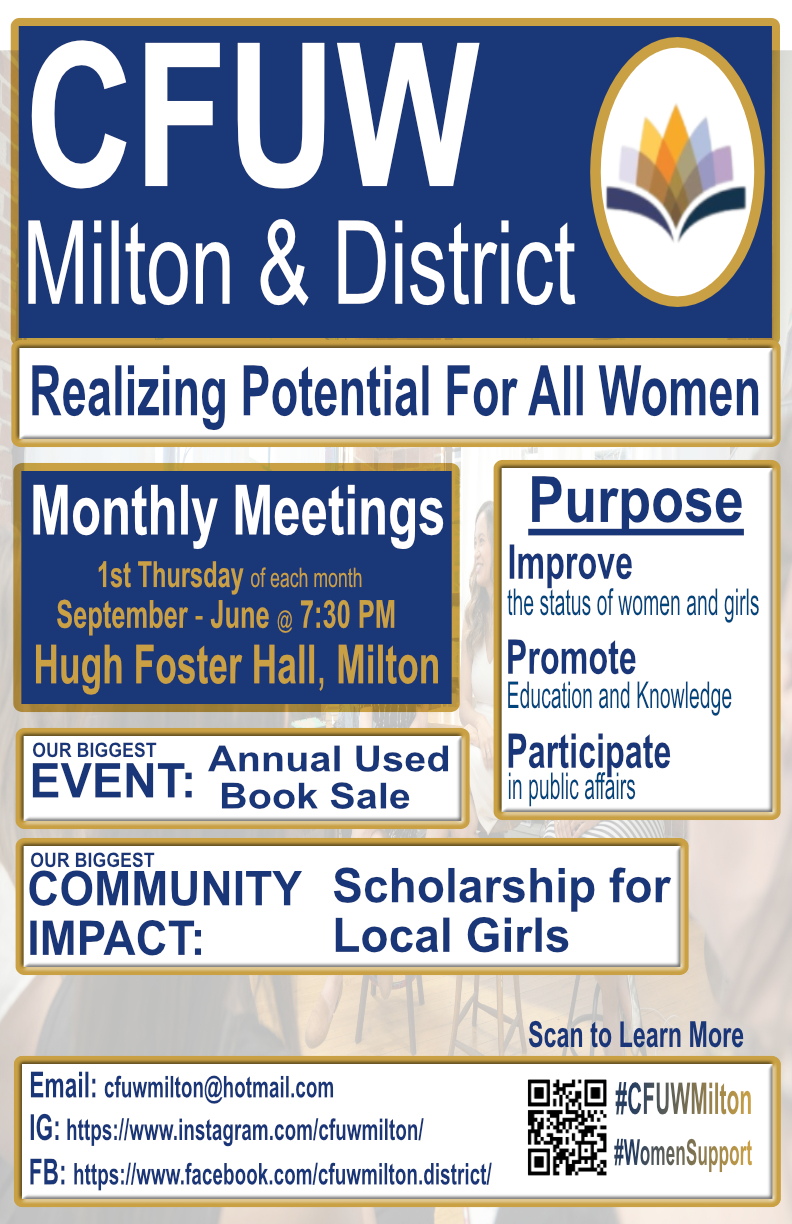 CFUW
Milton & District
Realizing Potential For All Women
Monthly Meetings
1st Thursday of each month
September - June @ 7:30 PM
Hugh Foster Hall, Milton
Purpose
Improve
the status of women and girls
Promote
Education and Knowledge
Participate
in public affairs
OUR BIGGEST
EVENT: Annual Used
Book Sale
OUR BIGGEST
COMMUNITY
IMPACT:
Scholarship for
Local Girls
Scan to Learn More
Email: cfuwmilton@hotmail.com
IG: https://www.instagram.com/cfuwmilton/
FB: https://www.facebook.com/cfuwmilton.district/
#CFUWMilton
#WomenSupport